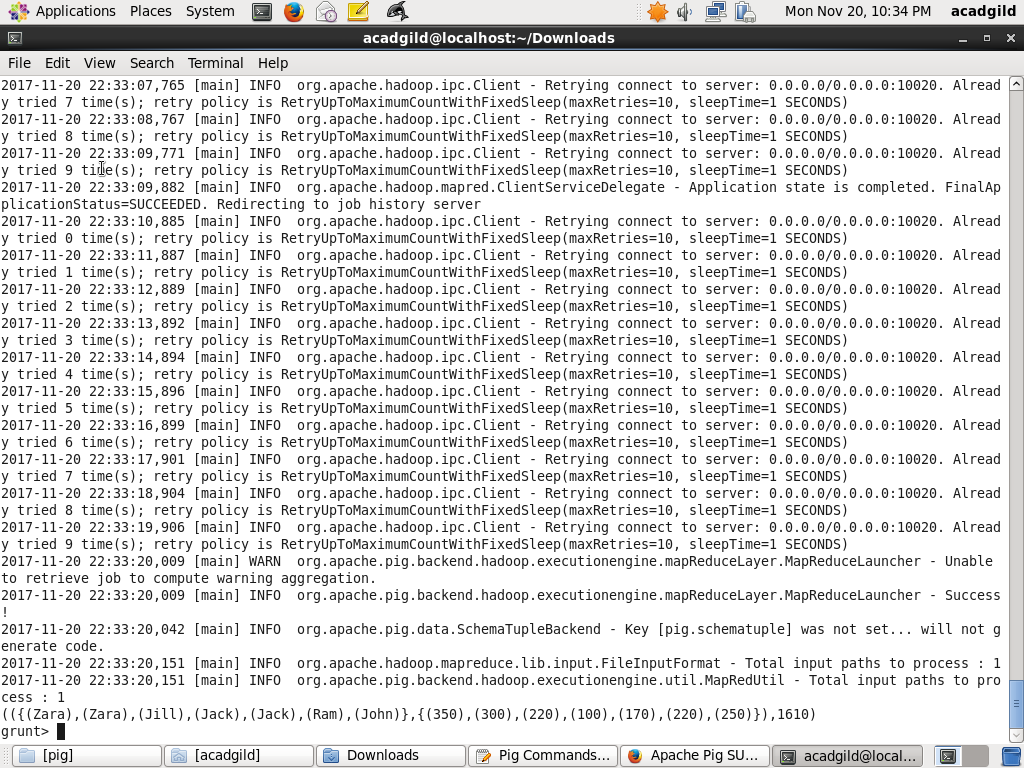 Applications Places System Mon Nov 20, 10:34 PM acadgild
acadgild@localhost:~/Downloads
File Edit View Search Terminal Help
2017-11-20 22:33:07,765 [main] INFO  org.apache.hadoop.ipc.Client - Retrying connect to server: 0.0.0.0/0.0.0.0:10020. Alread
y tried 7 time(s); retry policy is RetryUpToMaximumCountWithFixedSleep(maxRetries=10, sleepTime=1 SECONDS)
2017-11-20 22:33:08,767 [main] INFO  org.apache.hadoop.ipc.Client - Retrying connect to server: 0.0.0.0/0.0.0.0:10020. Alread
y tried 8 time(s); retry policy is RetryUpToMaximumCountWithFixedSleep(maxRetries=10, sleepTime=1 SECONDS)
2017-11-20 22:33:09,771 [main] INFO  org.apache.hadoop.ipc.Client - Retrying connect to server: 0.0.0.0/0.0.0.0:10020. Alread
y tried 9 time(s); retry policy is RetryUpToMaximumCountWithFixedSleep(maxRetries=10, sleepTime=1 SECONDS)
2017-11-20 22:33:09,882 [main] INFO  org.apache.hadoop.mapred.ClientServiceDelegate - Application state is completed. FinalAp
plicationStatus=SUCCEEDED. Redirecting to job history server
2017-11-20 22:33:10,885 [main] INFO  org.apache.hadoop.ipc.Client - Retrying connect to server: 0.0.0.0/0.0.0.0:10020. Alread
y tried 0 time(s); retry policy is RetryUpToMaximumCountWithFixedSleep(maxRetries=10, sleepTime=1 SECONDS)
2017-11-20 22:33:11,887 [main] INFO  org.apache.hadoop.ipc.Client - Retrying connect to server: 0.0.0.0/0.0.0.0:10020. Alread
y tried 1 time(s); retry policy is RetryUpToMaximumCountWithFixedSleep(maxRetries=10, sleepTime=1 SECONDS)
2017-11-20 22:33:12,889 [main] INFO  org.apache.hadoop.ipc.Client - Retrying connect to server: 0.0.0.0/0.0.0.0:10020. Alread
y tried 2 time(s); retry policy is RetryUpToMaximumCountWithFixedSleep(maxRetries=10, sleepTime=1 SECONDS)
2017-11-20 22:33:13,892 [main] INFO  org.apache.hadoop.ipc.Client - Retrying connect to server: 0.0.0.0/0.0.0.0:10020. Alread
y tried 3 time(s); retry policy is RetryUpToMaximumCountWithFixedSleep(maxRetries=10, sleepTime=1 SECONDS)
2017-11-20 22:33:14,894 [main] INFO  org.apache.hadoop.ipc.Client - Retrying connect to server: 0.0.0.0/0.0.0.0:10020. Alread
y tried 4 time(s); retry policy is RetryUpToMaximumCountWithFixedSleep(maxRetries=10, sleepTime=1 SECONDS)
2017-11-20 22:33:15,896 [main] INFO  org.apache.hadoop.ipc.Client - Retrying connect to server: 0.0.0.0/0.0.0.0:10020. Alread
y tried 5 time(s); retry policy is RetryUpToMaximumCountWithFixedSleep(maxRetries=10, sleepTime=1 SECONDS)
2017-11-20 22:33:16,899 [main] INFO  org.apache.hadoop.ipc.Client - Retrying connect to server: 0.0.0.0/0.0.0.0:10020. Alread
y tried 6 time(s); retry policy is RetryUpToMaximumCountWithFixedSleep(maxRetries=10, sleepTime=1 SECONDS)
2017-11-20 22:33:17,901 [main] INFO  org.apache.hadoop.ipc.Client - Retrying connect to server: 0.0.0.0/0.0.0.0:10020. Alread
y tried 7 time(s); retry policy is RetryUpToMaximumCountWithFixedSleep(maxRetries=10, sleepTime=1 SECONDS)
2017-11-20 22:33:18,904 [main] INFO  org.apache.hadoop.ipc.Client - Retrying connect to server: 0.0.0.0/0.0.0.0:10020. Alread
y tried 8 time(s); retry policy is RetryUpToMaximumCountWithFixedSleep(maxRetries=10, sleepTime=1 SECONDS)
2017-11-20 22:33:19,906 [main] INFO  org.apache.hadoop.ipc.Client - Retrying connect to server: 0.0.0.0/0.0.0.0:10020. Alread
y tried 9 time(s); retry policy is RetryUpToMaximumCountWithFixedSleep(maxRetries=10, sleepTime=1 SECONDS)
2017-11-20 22:33:20,009 [main] WARN  org.apache.pig.backend.hadoop.executionengine.mapReduceLayer.MapReduceLauncher - Unable
to retrieve job to compute warning aggregation.
2017-11-20 22:33:20,009 [main] INFO  org.apache.pig.backend.hadoop.executionengine.mapReduceLayer.MapReduceLauncher - Success
!
2017-11-20 22:33:20,042 [main] INFO  org.apache.pig.data.SchemaTupleBackend - Key [pig.schematuple] was not set... will not g
enerate code.
2017-11-20 22:33:20,151 [main] INFO  org.apache.hadoop.mapreduce.lib.input.FileInputFormat - Total input paths to process : 1
2017-11-20 22:33:20,151 [main] INFO  org.apache.pig.backend.hadoop.executionengine.util.MapRedUtil - Total input paths to pro
cess : 1
(({(Zara),(Zara),(Jill),(Jack),(Jack),(Ram),(John)},{(350),(300),(220),(100),(170),(220),(250)}),1610)
grunt>
[pig] [acadgild] Downloads Pig Commands... Apache Pig SU... acadgild@local...